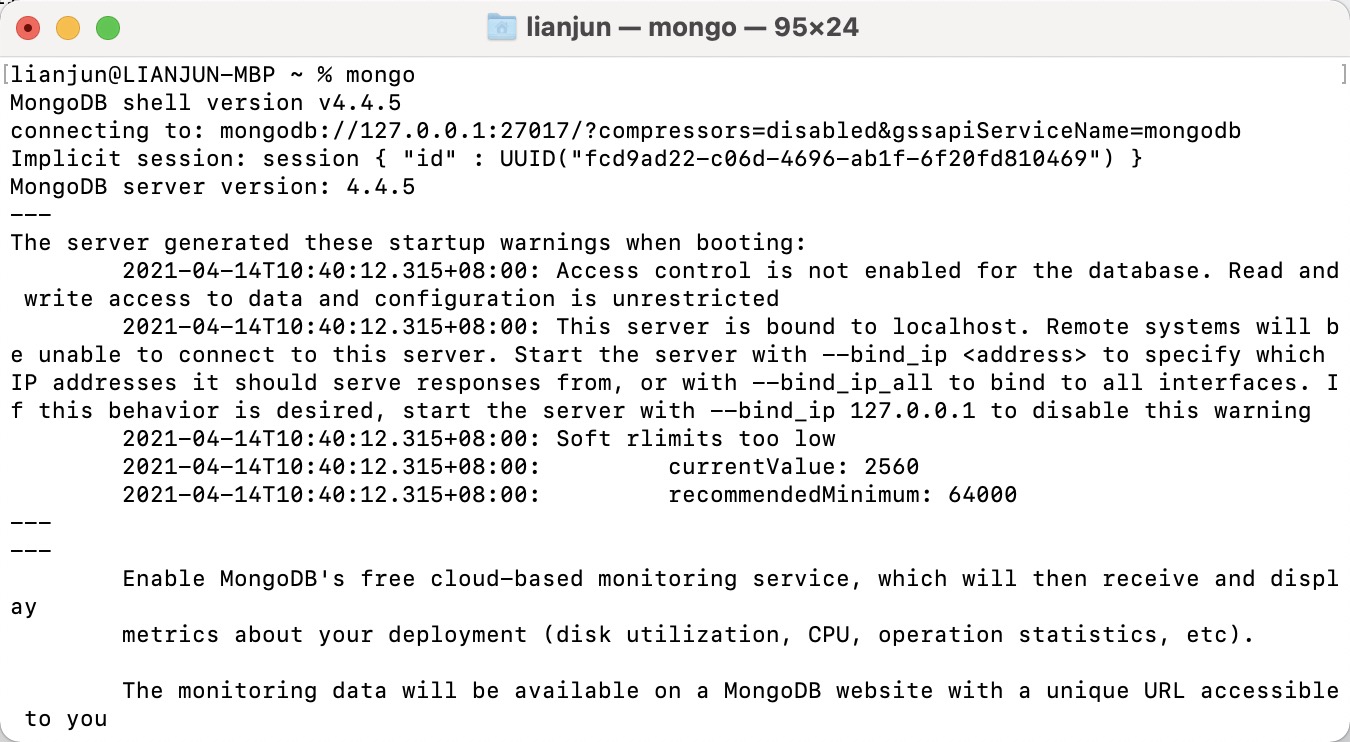 lianjun — mongo — 95×24
[lianjun@LIANJUN-MBP ~ % mongo ]
MongoDB shell version v4.4.5
connecting to: mongodb://127.0.0.1:27017/?compressors=disabled&gssapiServiceName=mongodb
Implicit session: session { "id" : UUID("fcd9ad22-c06d-4696-ab1f-6f20fd810469") }
MongoDB server version: 4.4.5
---
The server generated these startup warnings when booting:
        2021-04-14T10:40:12.315+08:00: Access control is not enabled for the database. Read and
 write access to data and configuration is unrestricted
        2021-04-14T10:40:12.315+08:00: This server is bound to localhost. Remote systems will b
e unable to connect to this server. Start the server with --bind_ip <address> to specify which
IP addresses it should serve responses from, or with --bind_ip_all to bind to all interfaces. I
f this behavior is desired, start the server with --bind_ip 127.0.0.1 to disable this warning
        2021-04-14T10:40:12.315+08:00: Soft rlimits too low
        2021-04-14T10:40:12.315+08:00:         currentValue: 2560
        2021-04-14T10:40:12.315+08:00:         recommendedMinimum: 64000
---
---
        Enable MongoDB's free cloud-based monitoring service, which will then receive and displ
ay
        metrics about your deployment (disk utilization, CPU, operation statistics, etc).

        The monitoring data will be available on a MongoDB website with a unique URL accessible
 to you